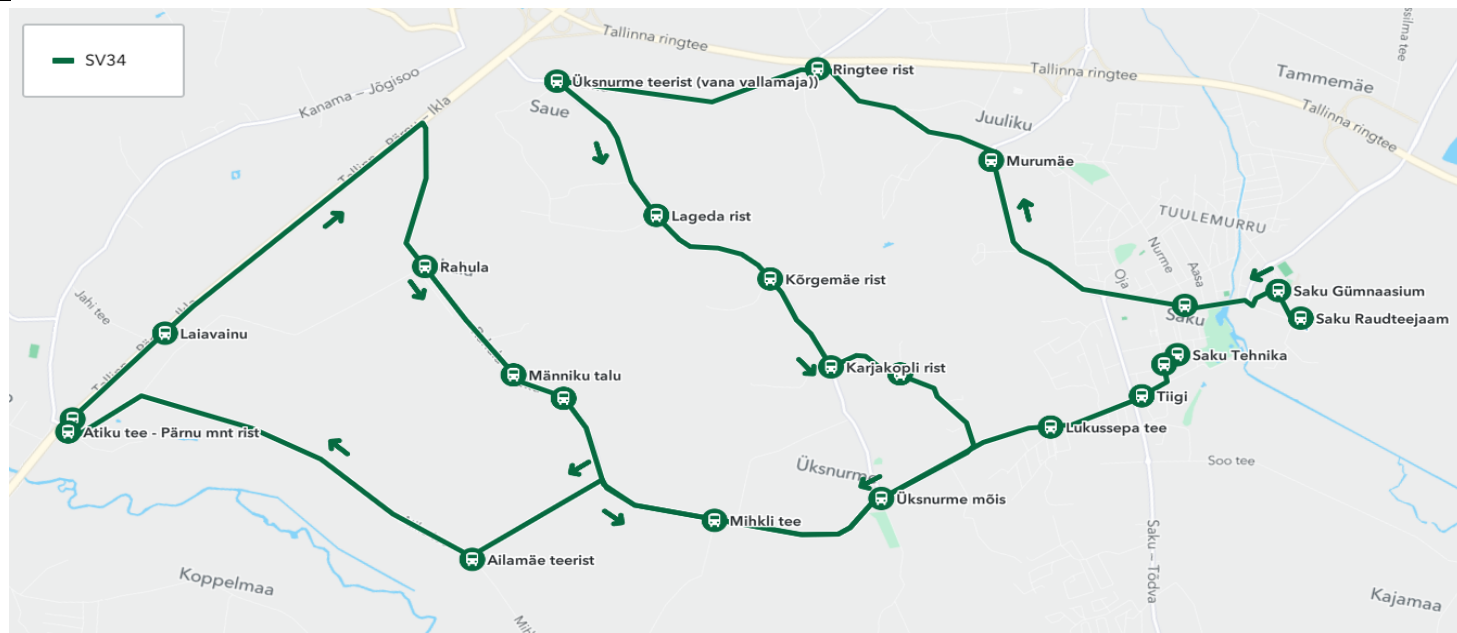 SV34
Tallinna ringtee
Üksnurme teerist (vana vallamaja))
Ringtee rist
Tallinna ringtee
Tammemäe
Kanama – Jõgisoo
Saue
Tallinna ringtee
Juuliku
Murumäe
Lageda rist
TUULEMURRU
Nurme
Aasa
Oja
Rahula
Kõrgemäe rist
Saku Gümnaasium
Saku Raudteejaam
Saku
Jahi tee
Laiavainu
Saku Tehnika
Männiku talu
Karjakopli rist
Tiigi
Atiku tee - Pärnu mnt rist
Lukussepa tee
Üksnurme
Soo tee
Üksnurme mõis
Mihkli tee
Saku – Tõdva
Ailamäe teerist
Koppelmaa
Kajamaa